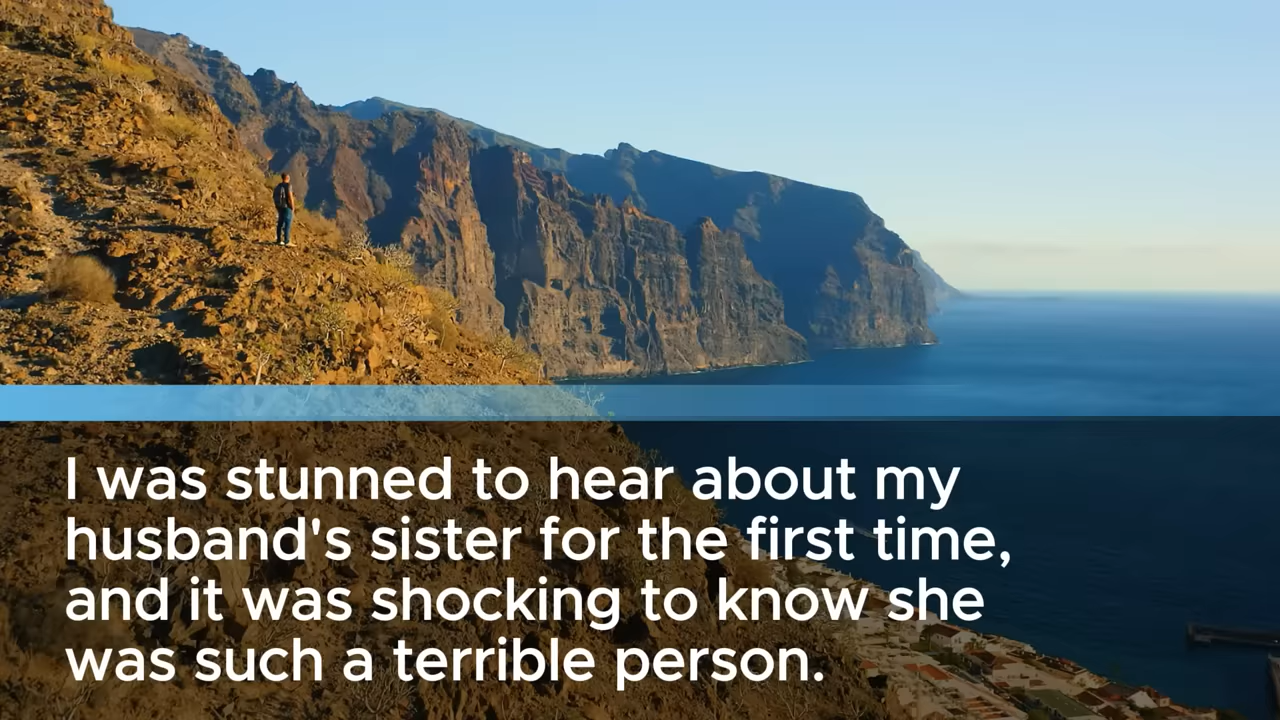 I was stunned to hear about my
husband's sister for the first time,
and it was shocking to know she
was such a terrible person.